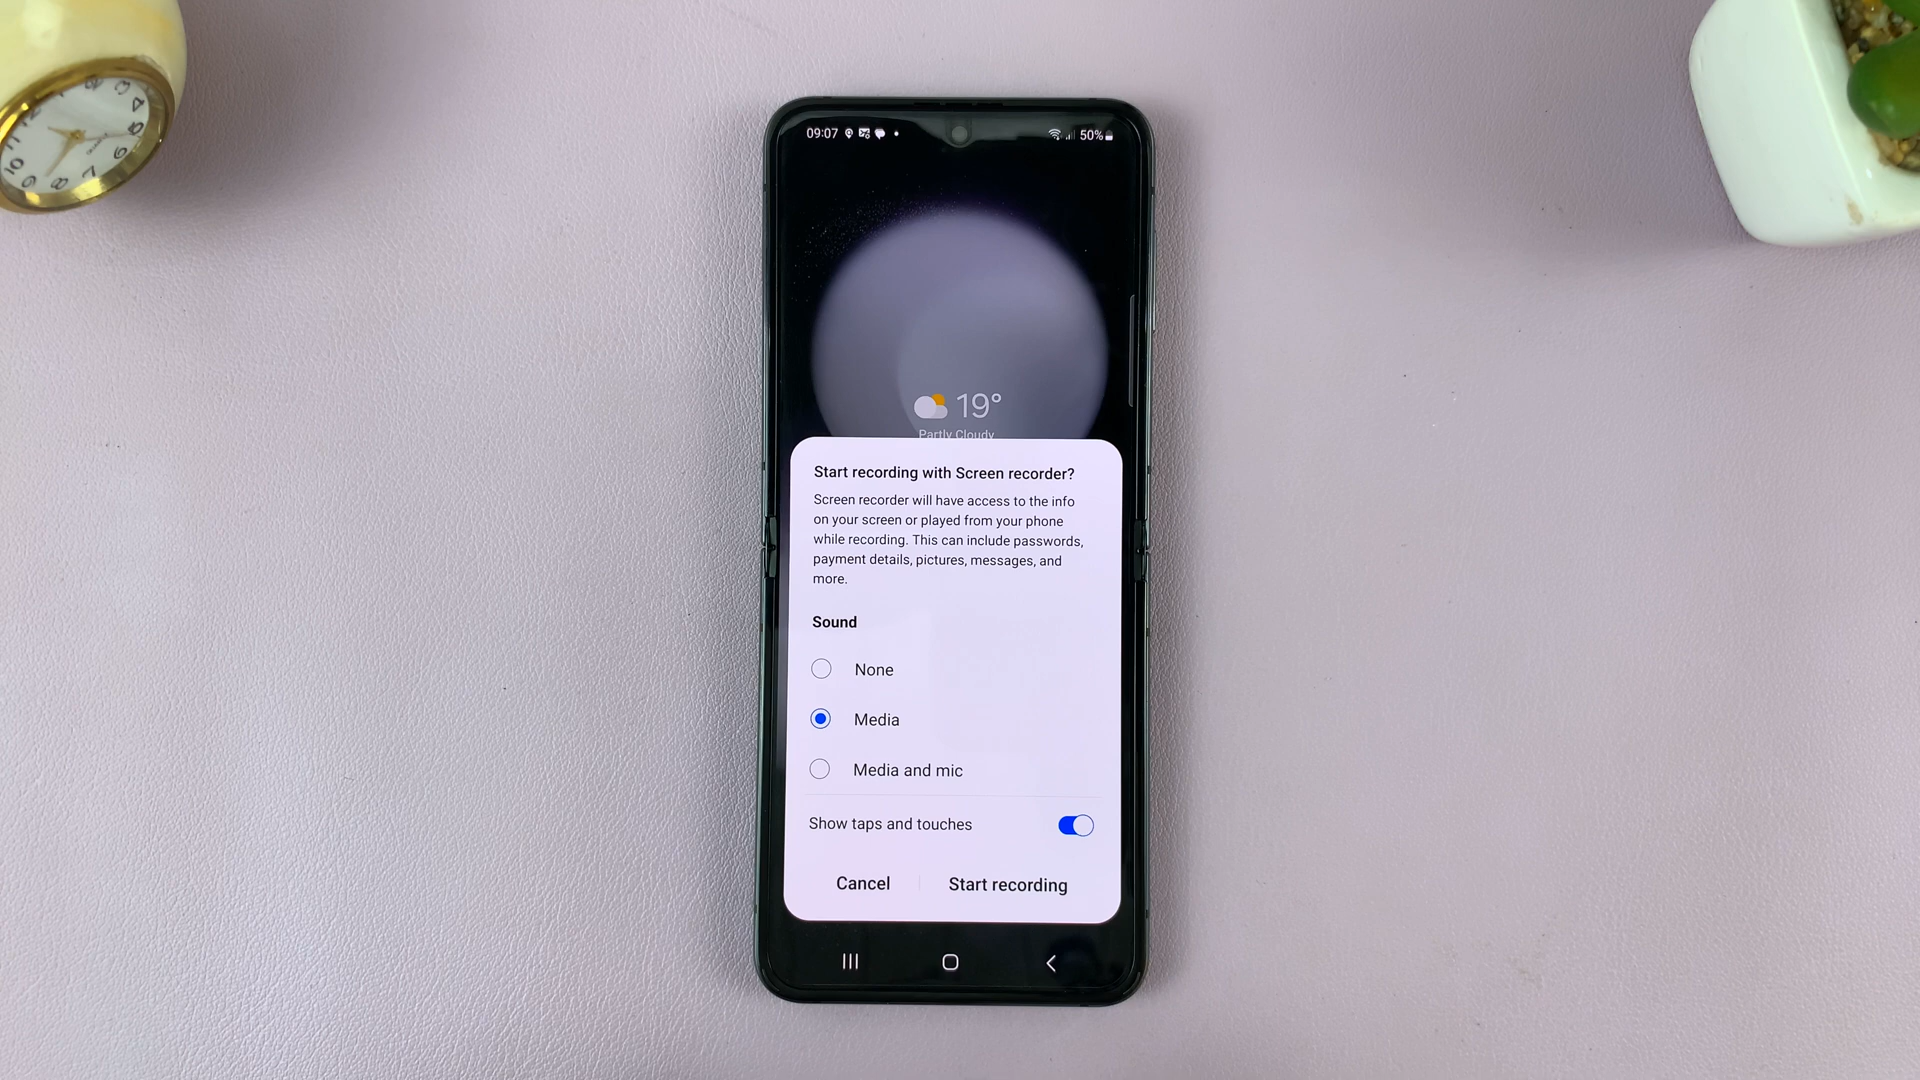 09:07
50%
19°
Partly Cloudy
Start recording with Screen recorder?
Screen recorder will have access to the info
on your screen or played from your phone
while recording. This can include passwords,
payment details, pictures, messages, and
more.
Sound
None
Media
Media and mic
Show taps and touches
Cancel
Start recording